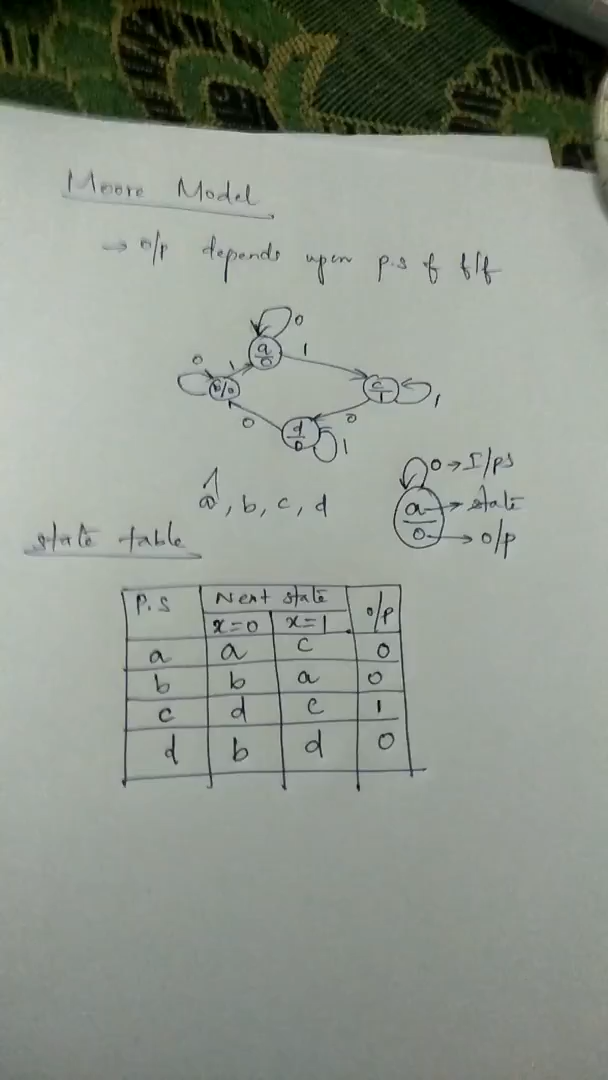 Moore Model
→ o/p depends upon p.s of f/f
0
a/0
1
0
1
b/0
c/1
1
0
d/0
0
1
0→I/ps
a→state
0→o/p
a, b, c, d
state table
P.S Next state o/p
x=0 x=1
a a c 0
b b a 0
c d c 1
d b d 0